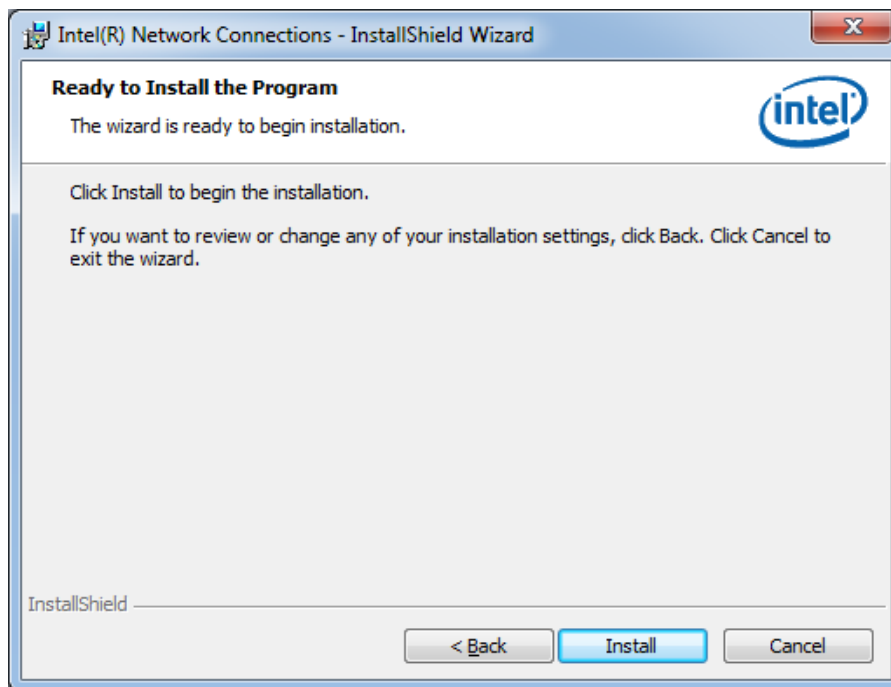 Intel(R) Network Connections - InstallShield Wizard
Ready to Install the Program
The wizard is ready to begin installation.
intel
Click Install to begin the installation.
If you want to review or change any of your installation settings, click Back. Click Cancel to
exit the wizard.
InstallShield
< Back
Install
Cancel